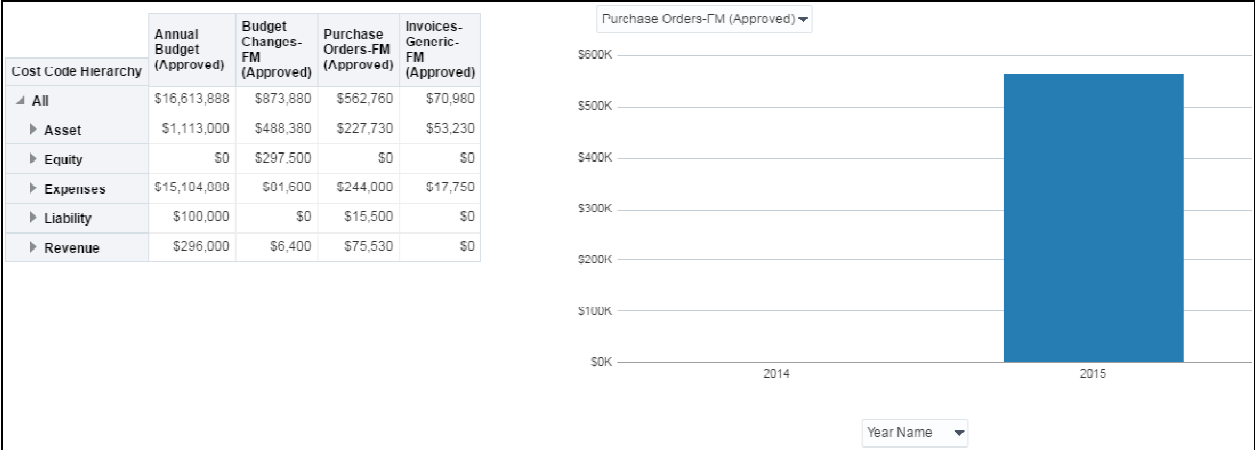 Cost Code Hierarchy
Annual
Budget
(Approved)
Budget
Changes-
FM
(Approved)
Purchase
Orders-FM
(Approved)
Invoices-
Generic-
FM
(Approved)
All $16,613,888 $873,880 $562,760 $70,980
Asset $1,113,000 $488,380 $227,730 $53,230
Equity $0 $297,500 $0 $0
Expenses $15,104,888 $81,600 $244,000 $17,750
Liability $100,000 $0 $15,500 $0
Revenue $296,000 $6,400 $75,530 $0
Purchase Orders-FM (Approved)
$600K
$500K
$400K
$300K
$200K
$100K
$0K
2014 2015
Year Name